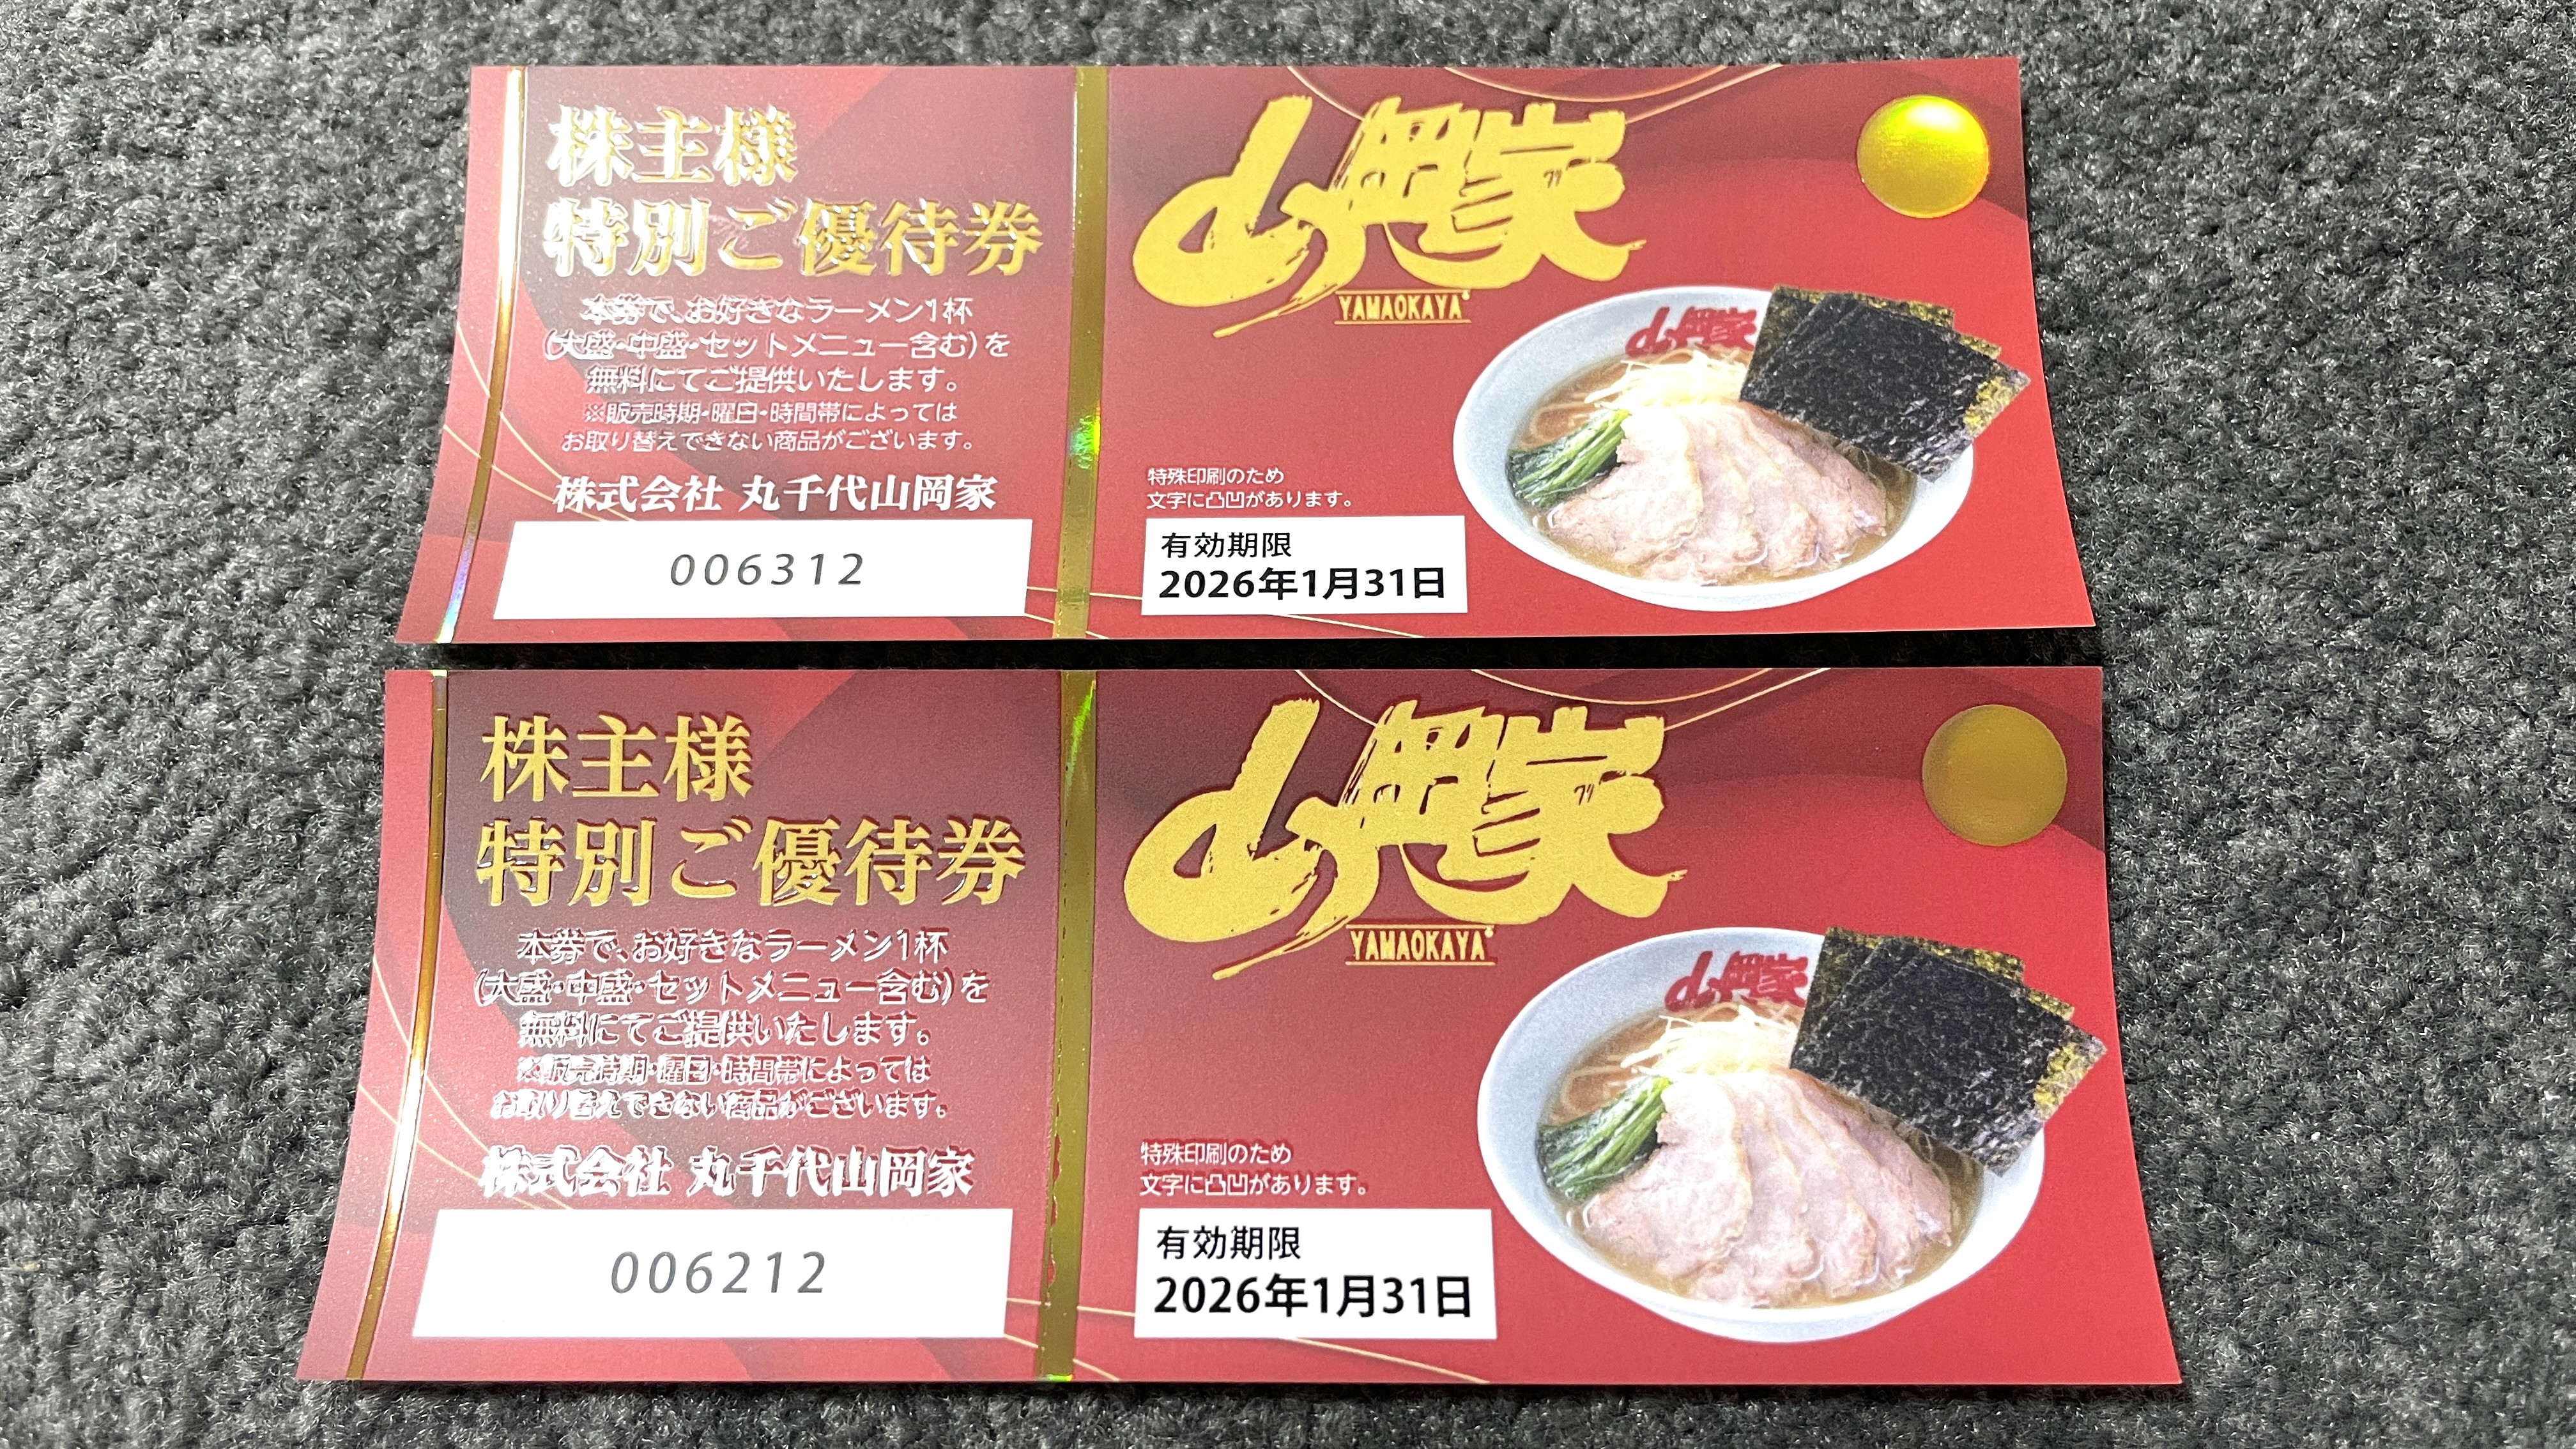 株主様
特別ご優待券
本券で、お好きなラーメン1杯
(大盛・中盛・セットメニュー含む)を
無料にてご提供いたします。
※販売時期・曜日・時間帯によっては
お取り替えできない商品がございます。
株式会社 丸千代山岡家
006312
山岡家
YAMAOKAYA®
山岡家
特殊印刷のため
文字に凸凹があります。
有効期限
2026年1月31日
株主様
特別ご優待券
本券で、お好きなラーメン1杯
(大盛・中盛・セットメニュー含む)を
無料にてご提供いたします。
※販売時期・曜日・時間帯によっては
お取り替えできない商品がございます。
株式会社 丸千代山岡家
006212
山岡家
YAMAOKAYA®
山岡家
特殊印刷のため
文字に凸凹があります。
有効期限
2026年1月31日